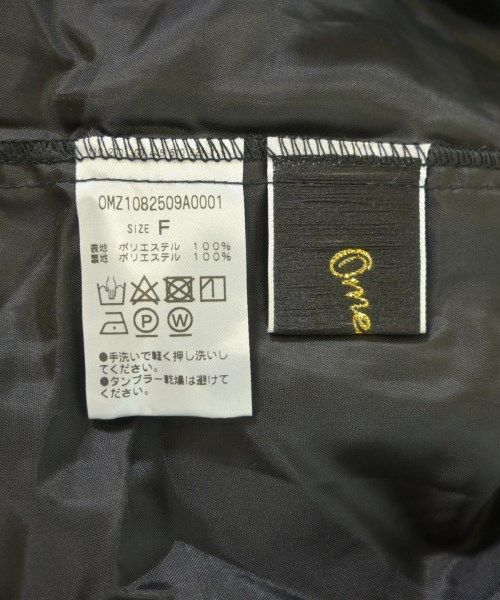 OMZ1082509A0001
SIZE F
表地 ポリエステル 100%
裏地 ポリエステル 100%
P W
●手洗いで軽く押し洗いし
てください。
●タンブラー乾燥は避けて
ください。
Ome